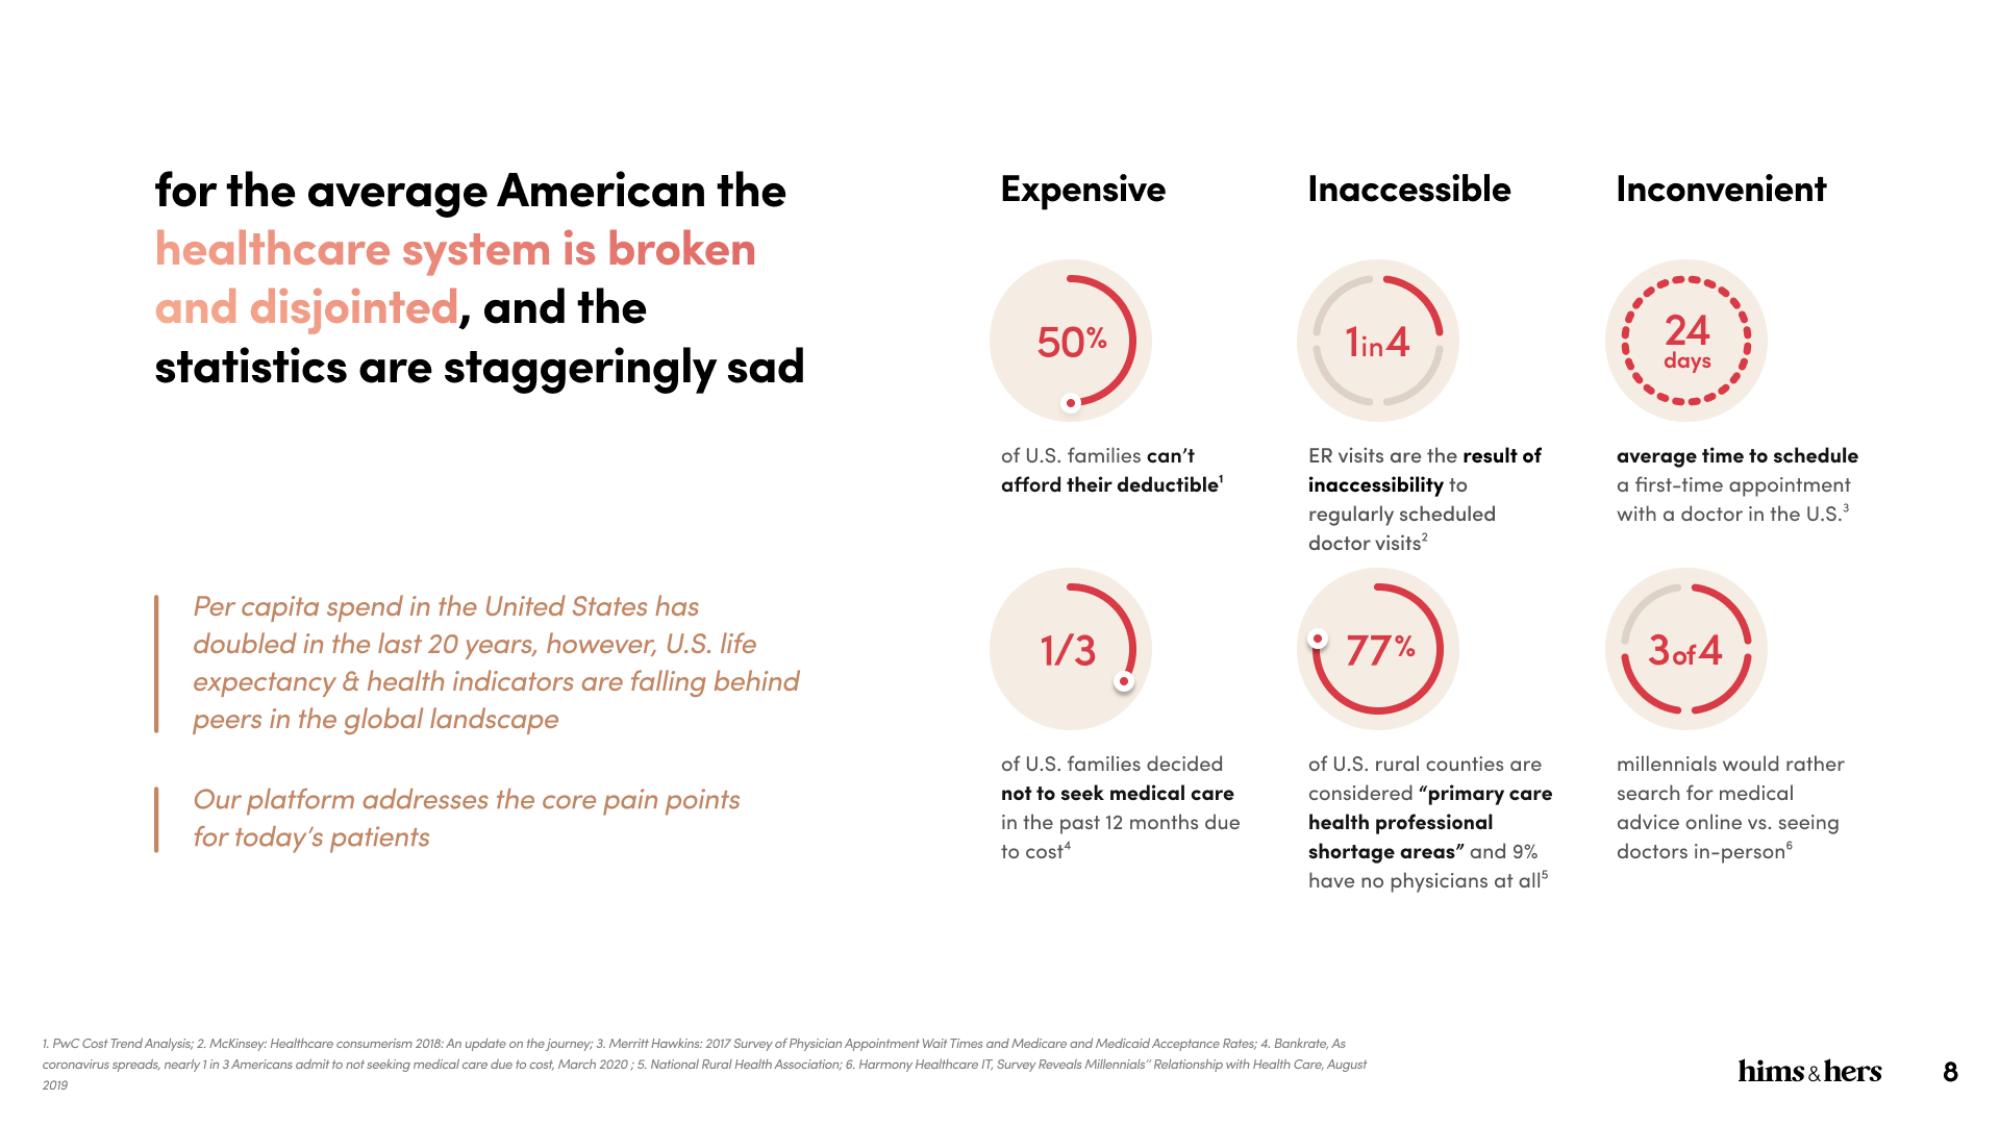 for the average American the
healthcare system is broken
and disjointed, and the
statistics are staggeringly sad
Per capita spend in the United States has
doubled in the last 20 years, however, U.S. life
expectancy & health indicators are falling behind
peers in the global landscape
Our platform addresses the core pain points
for today's patients
Expensive
50%
of U.S. families can't
afford their deductible¹
1/3
of U.S. families decided
not to seek medical care
in the past 12 months due
to cost⁴
Inaccessible
1in4
ER visits are the result of
inaccessibility to
regularly scheduled
doctor visits²
77%
of U.S. rural counties are
considered “primary care
health professional
shortage areas” and 9%
have no physicians at all⁵
Inconvenient
24
days
average time to schedule
a first-time appointment
with a doctor in the U.S.³
3of4
millennials would rather
search for medical
advice online vs. seeing
doctors in-person⁶
1. PwC Cost Trend Analysis; 2. McKinsey: Healthcare consumerism 2018: An update on the journey; 3. Merritt Hawkins: 2017 Survey of Physician Appointment Wait Times and Medicare and Medicaid Acceptance Rates; 4. Bankrate, As
coronavirus spreads, nearly 1 in 3 Americans admit to not seeking medical care due to cost, March 2020 ; 5. National Rural Health Association; 6. Harmony Healthcare IT, Survey Reveals Millennials'' Relationship with Health Care, August
2019
hims & hers
8